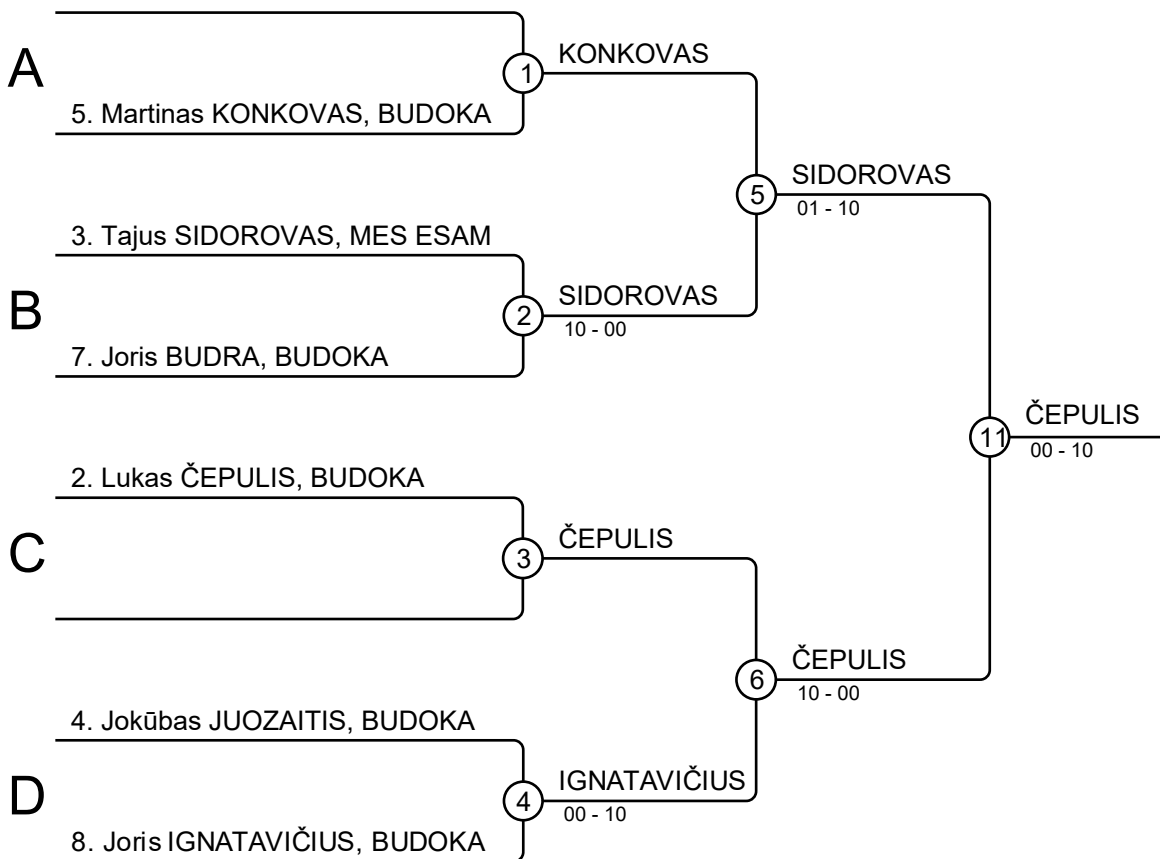 KONKOVAS
A
1
5. Martinas KONKOVAS, BUDOKA
SIDOROVAS
5
01 - 10
3. Tajus SIDOROVAS, MES ESAM
SIDOROVAS
B
2
10 - 00
7. Joris BUDRA, BUDOKA
ČEPULIS
11
00 - 10
2. Lukas ČEPULIS, BUDOKA
ČEPULIS
C
3
ČEPULIS
6
10 - 00
4. Jokūbas JUOZAITIS, BUDOKA
IGNATAVIČIUS
D
4
00 - 10
8. Joris IGNATAVIČIUS, BUDOKA